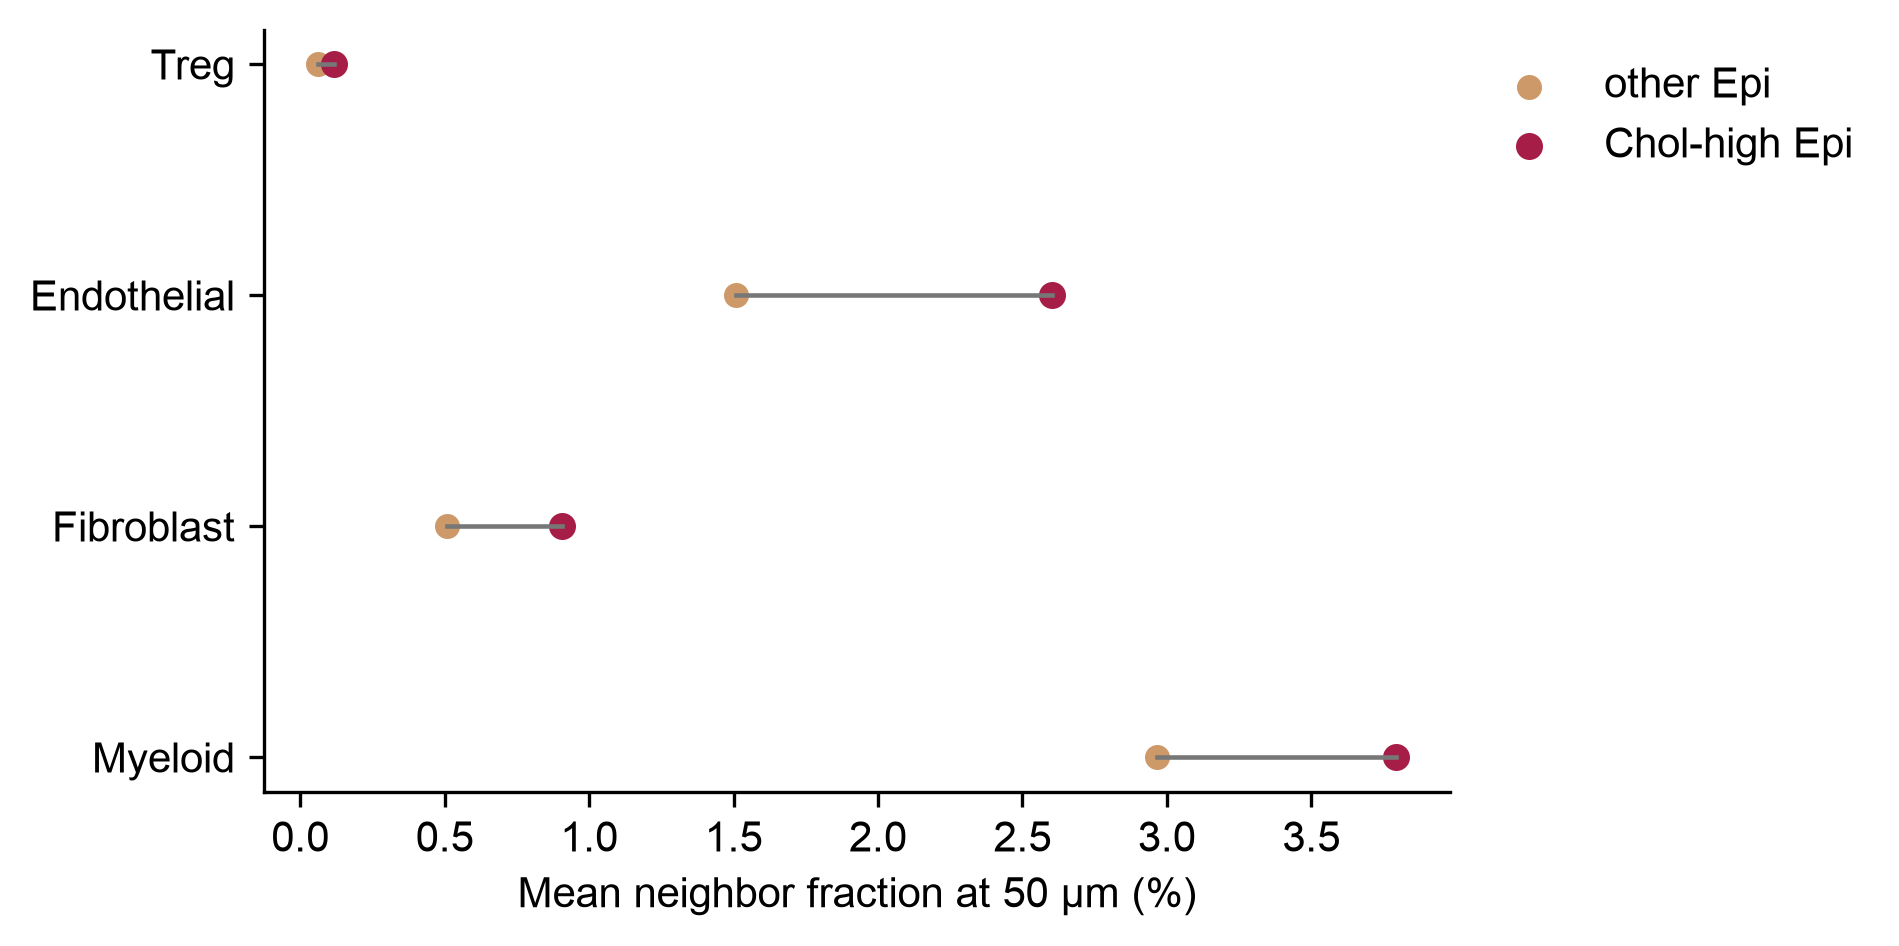 Treg
Endothelial
Fibroblast
Myeloid
0.0 0.5 1.0 1.5 2.0 2.5 3.0 3.5
Mean neighbor fraction at 50 µm (%)
other Epi
Chol-high Epi